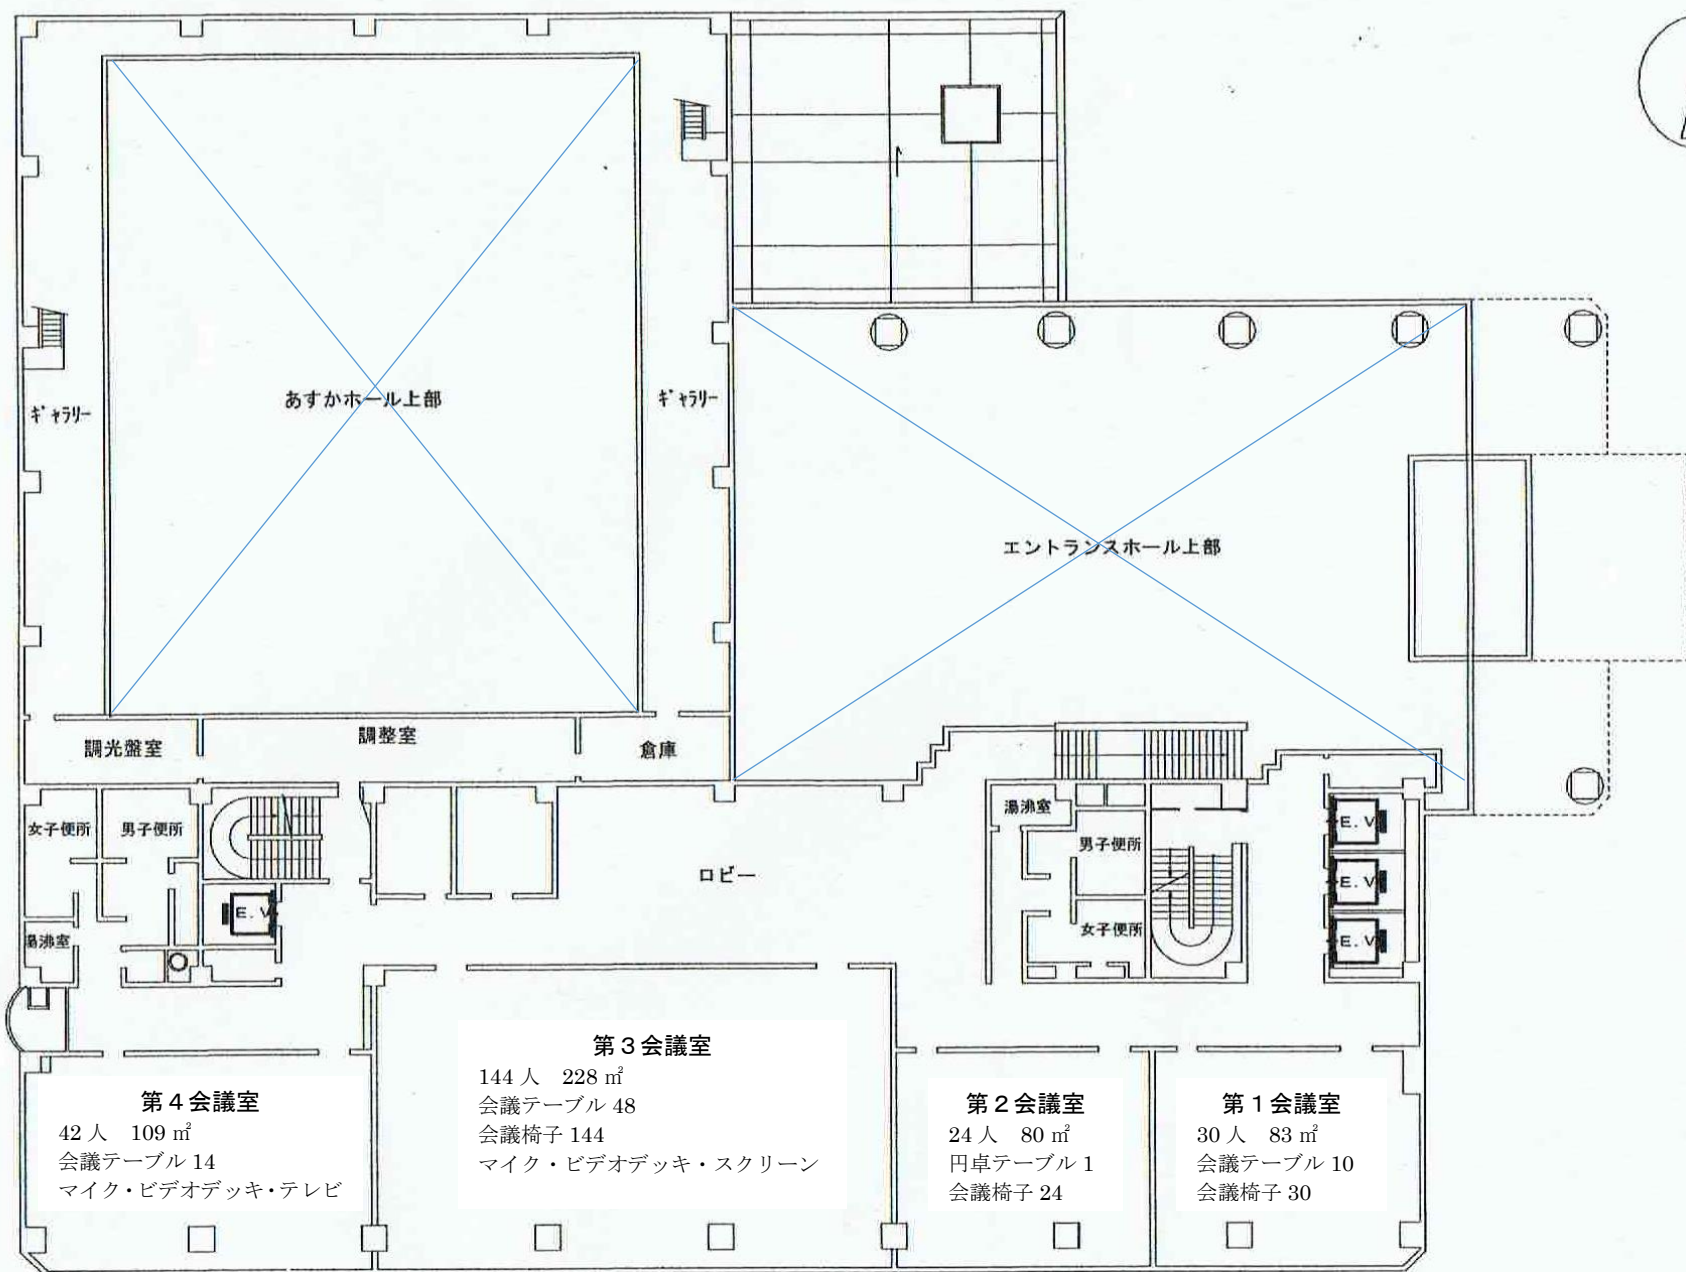 あすかホール上部
ギャラリー
ギャラリー
エントランスホール上部
調光盤室
調整室
倉庫
女子便所
男子便所
湯沸室
E.V
ロビー
湯沸室
男子便所
女子便所
E.V
E.V
E.V
第4会議室
42人 109㎡
会議テーブル14
マイク・ビデオデッキ・テレビ
第3会議室
144人 228㎡
会議テーブル48
会議椅子144
マイク・ビデオデッキ・スクリーン
第2会議室
24人 80㎡
円卓テーブル1
会議椅子24
第1会議室
30人 83㎡
会議テーブル10
会議椅子30